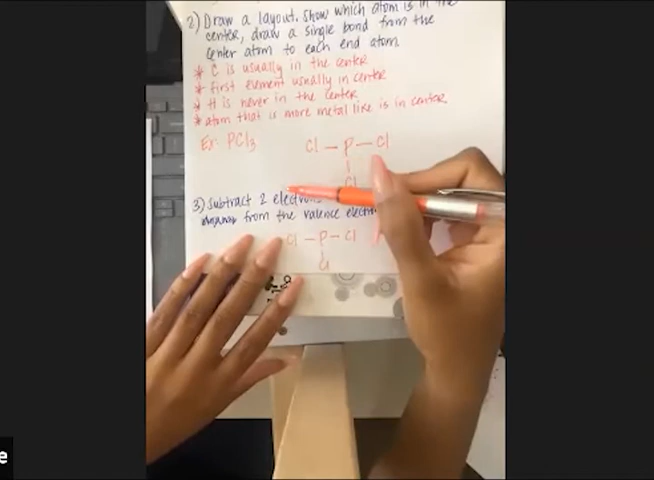 2) Draw a layout. Show which atom is in the
center, draw a single bond from the
center atom to each end atom.
* C is usually in the center
* first element usually in center
* H is never in the center
* atom that is more metal like is in center
Ex: PCl3
Cl — P — Cl
Cl
3) Subtract 2
from the valence
Cl — P — Cl
Cl
e